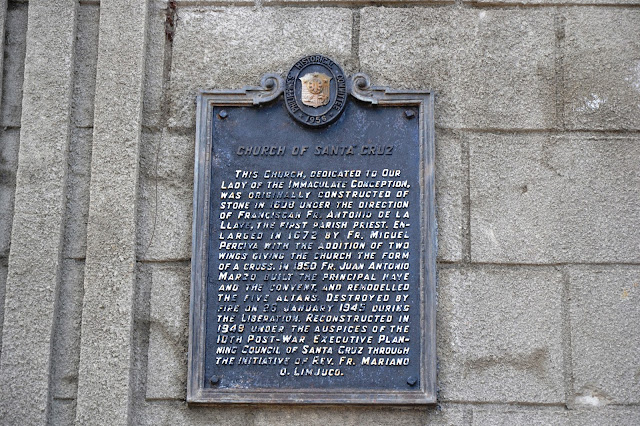 PHILIPPINES HISTORICAL COMMITTEE
1950
CHURCH OF SANTA CRUZ
THIS CHURCH, DEDICATED TO OUR
LADY OF THE IMMACULATE CONCEPTION,
WAS ORIGINALLY CONSTRUCTED OF
STONE IN 1608 UNDER THE DIRECTION
OF FRANCISCAN FR. ANTONIO DE LA
LLAVE, THE FIRST PARISH PRIEST. EN-
LARGED IN 1672 BY FR. MIGUEL
PERCIVA WITH THE ADDITION OF TWO
WINGS GIVING THE CHURCH THE FORM
OF A CROSS. IN 1850 FR. JUAN ANTONIO
MARZO BUILT THE PRINCIPAL NAVE
AND THE CONVENT, AND REMODELLED
THE FIVE ALTARS. DESTROYED BY
FIRE ON 26 JANUARY 1945 DURING
THE LIBERATION. RECONSTRUCTED IN
1948 UNDER THE AUSPICES OF THE
10TH POST-WAR EXECUTIVE PLAN-
NING COUNCIL OF SANTA CRUZ THROUGH
THE INITIATIVE OF REV. FR. MARIANO
O. LIMJUCO.